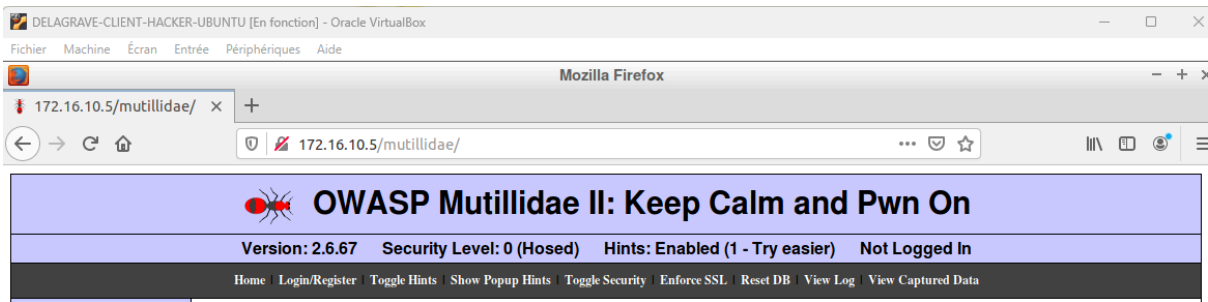 DELAGRAVE-CLIENT-HACKER-UBUNTU [En fonction] - Oracle VirtualBox
Fichier Machine Écran Entrée Périphériques Aide
Mozilla Firefox
172.16.10.5/mutillidae/
172.16.10.5/mutillidae/
OWASP Mutillidae II: Keep Calm and Pwn On
Version: 2.6.67 Security Level: 0 (Hosed) Hints: Enabled (1 - Try easier) Not Logged In
Home | Login/Register | Toggle Hints | Show Popup Hints | Toggle Security | Enforce SSL | Reset DB | View Log | View Captured Data